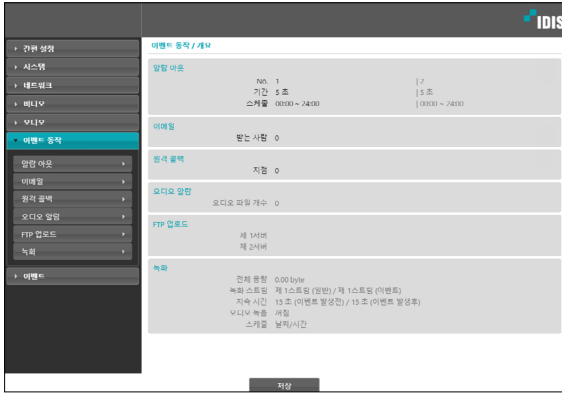 IDIS
간편 설정
시스템
네트워크
비디오
오디오
이벤트 동작
알람 아웃
이메일
원격 콜백
오디오 알람
FTP 업로드
녹화
이벤트
이벤트 동작 / 개요
알람 아웃
No. 1 | 2
기간 5 초 | 5 초
스케줄 00:00 ~ 24:00 | 00:00 ~ 24:00
이메일
받는 사람 0
원격 콜백
지점 0
오디오 알람
오디오 파일 개수 0
FTP 업로드
제 1서버
제 2서버
녹화
전체 용량 0.00 byte
녹화 스트림 제 1스트림 (일반) / 제 1스트림 (이벤트)
지속 시간 15 초 (이벤트 발생전) / 15 초 (이벤트 발생후)
오디오 녹음 꺼짐
스케줄 날짜/시간
저장